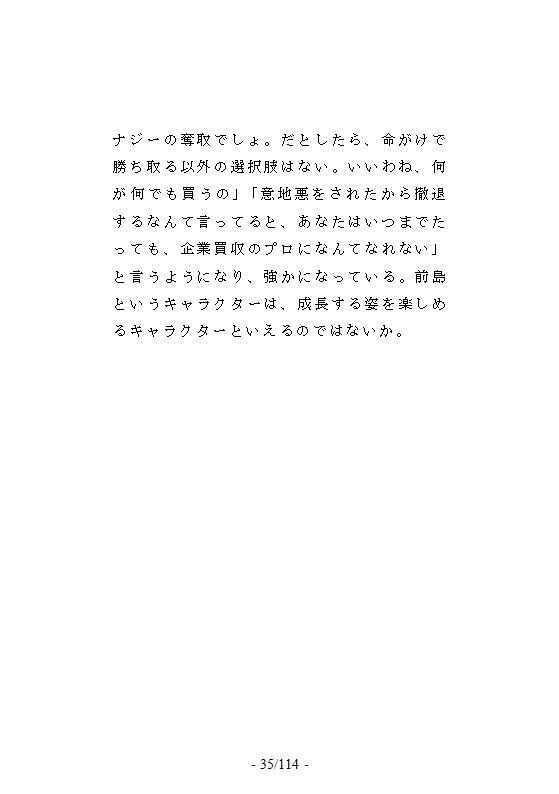 ナジーの奪取でしょ。だとしたら、命がけで
勝ち取る以外の選択肢はない。いいわね、何
が何でも買うの」「意地悪をされたから撤退
するなんて言ってると、あなたはいつまでた
っても、企業買収のプロになんてなれない」
と言うようになり、強かになっている。前島
というキャラクターは、成長する姿を楽しめ
るキャラクターといえるのではないか。
- 35/114 -